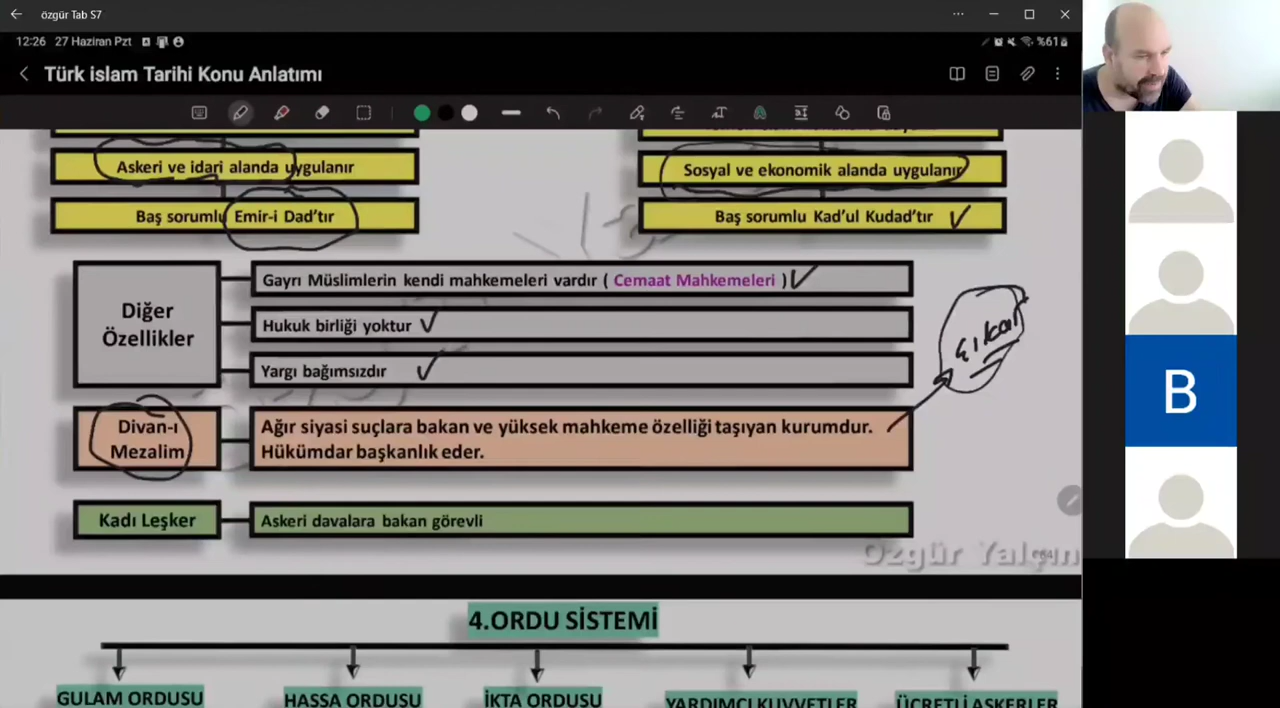 özgür Tab S7
12:26 27 Haziran Pzt
%61
Türk islam Tarihi Konu Anlatımı
Askeri ve idari alanda uygulanır
Sosyal ve ekonomik alanda uygulanır
Baş sorumlu Emir-i Dad'tır
Baş sorumlu Kad'ul Kudad'tır
Diğer
Özellikler
Gayrı Müslimlerin kendi mahkemeleri vardır ( Cemaat Mahkemeleri )
Hukuk birliği yoktur
Yargı bağımsızdır
çıkar
Divan-ı
Mezalim
Ağır siyasi suçlara bakan ve yüksek mahkeme özelliği taşıyan kurumdur.
Hükümdar başkanlık eder.
Kadı Leşker
Askeri davalara bakan görevli
Özgür Yalçın
4.ORDU SİSTEMİ
GULAM ORDUSU
HASSA ORDUSU
İKTA ORDUSU
YARDIMCI KUVVETLER
ÜCRETLİ ASKERLER
B